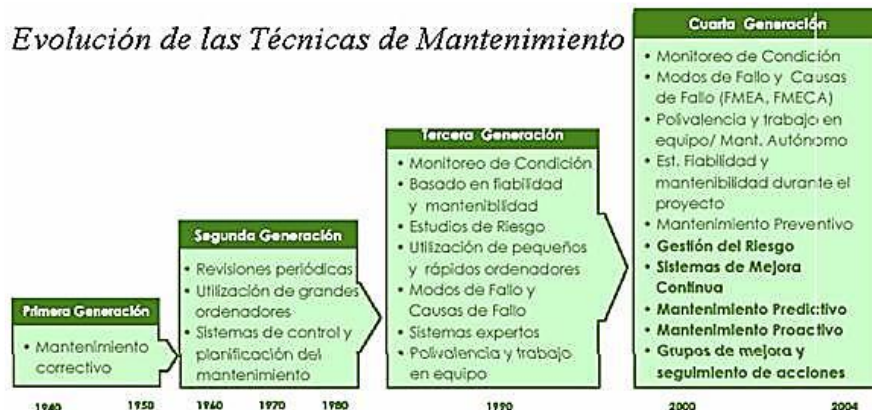 Evolución de las Técnicas de Mantenimiento
Primera Generación
• Mantenimiento
correctivo
Segunda Generación
• Revisiones periódicas
• Utilización de grandes
ordenadores
• Sistemas de control y
planificación del
mantenimiento
Tercera Generación
• Monitoreo de Condición
• Basado en fiabilidad
y mantenibilidad
• Estudios de Riesgo
• Utilización de pequeños
y rápidos ordenadores
• Modos de Fallo y
Causas de Fallo
• Sistemas expertos
• Polivalencia y trabajo
en equipo
Cuarta Generación
• Monitoreo de Condición
• Modos de Fallo y Causas
de Fallo (FMEA, FMECA)
• Polivalencia y trabajo en
equipo/ Mant. Autónomo
• Est. Fiabilidad y
mantenibilidad durante el
proyecto
• Mantenimiento Preventivo
• Gestión del Riesgo
• Sistemas de Mejora
Continua
• Mantenimiento Predictivo
• Mantenimiento Proactivo
• Grupos de mejora y
seguimiento de acciones
1940 1950 1960 1970 1980 1990 2000 2004